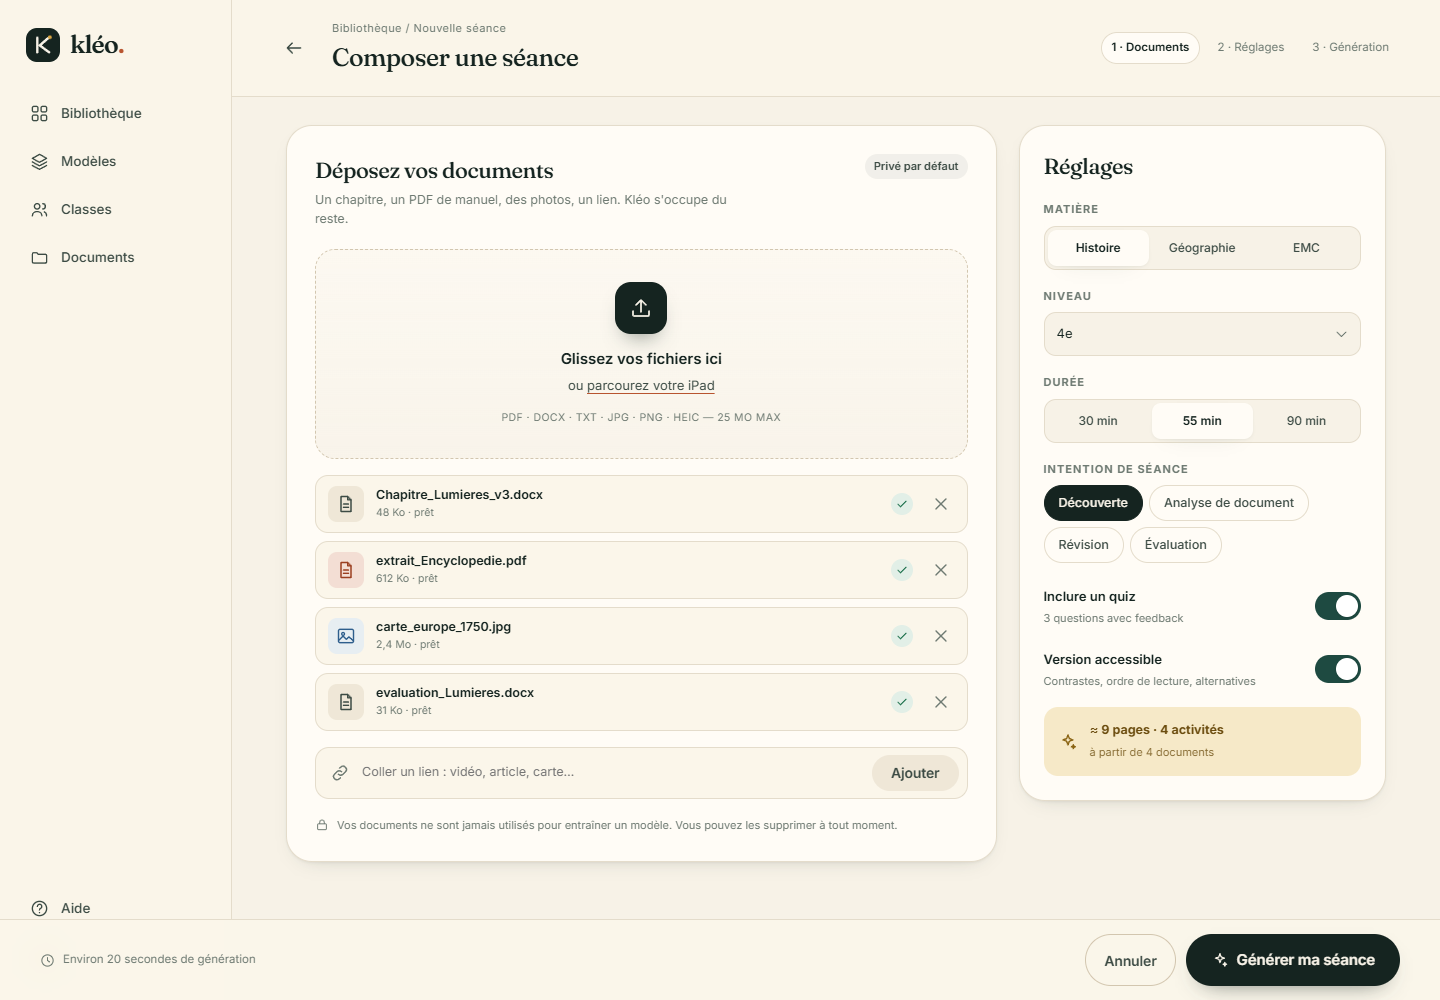 kléo.
Bibliothèque
Modèles
Classes
Documents
Aide
Bibliothèque / Nouvelle séance
Composer une séance
1 · Documents
2 · Réglages
3 · Génération
Déposez vos documents
Privé par défaut
Un chapitre, un PDF de manuel, des photos, un lien. Kléo s'occupe du
reste.
Glissez vos fichiers ici
ou parcourez votre iPad
PDF · DOCX · TXT · JPG · PNG · HEIC — 25 MO MAX
Chapitre_Lumieres_v3.docx
48 Ko · prêt
extrait_Encyclopedie.pdf
612 Ko · prêt
carte_europe_1750.jpg
2,4 Mo · prêt
evaluation_Lumieres.docx
31 Ko · prêt
Coller un lien : vidéo, article, carte...
Ajouter
Vos documents ne sont jamais utilisés pour entraîner un modèle. Vous pouvez les supprimer à tout moment.
Réglages
MATIÈRE
Histoire
Géographie
EMC
NIVEAU
4e
DURÉE
30 min
55 min
90 min
INTENTION DE SÉANCE
Découverte
Analyse de document
Révision
Évaluation
Inclure un quiz
3 questions avec feedback
Version accessible
Contrastes, ordre de lecture, alternatives
≈ 9 pages · 4 activités
à partir de 4 documents
Environ 20 secondes de génération
Annuler
Générer ma séance